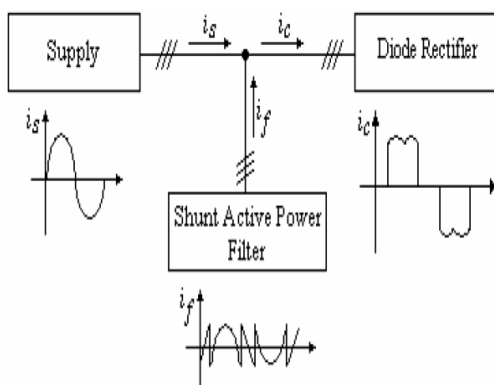 i_s
i_c
Supply
Diode Rectifier
i_f
i_s
i_c
Shunt Active Power
Filter
i_f